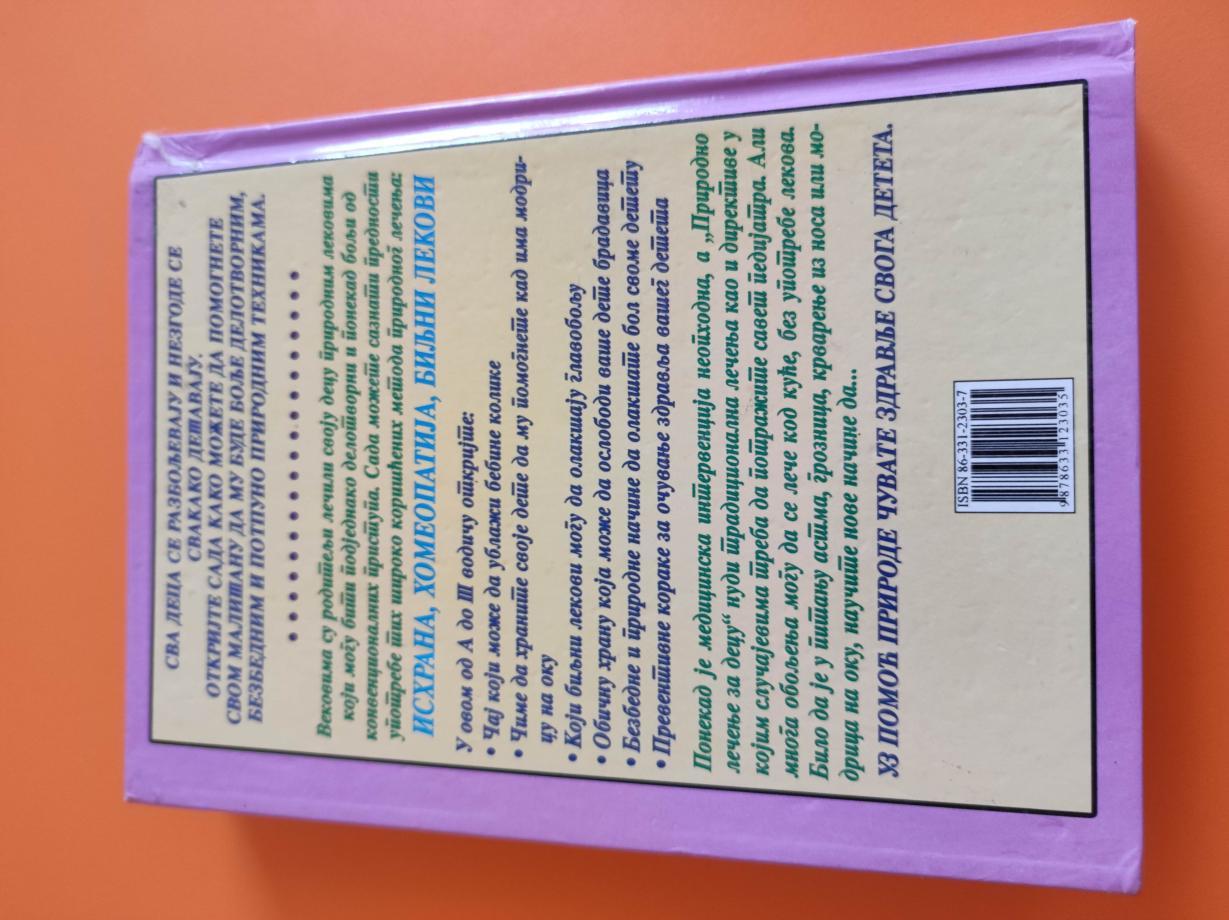 СВА ДЕЦА СЕ РАЗБОЉЕВАЈУ И НЕЗГОДЕ СЕ
СВАКАКО ДЕШАВАЈУ.
ОТКРИЈТЕ САДА КАКО МОЖЕТЕ ДА ПОМОГНЕТЕ
СВОМ МАЛИШАНУ ДА МУ БУДЕ БОЉЕ ДЕЛОТВОРНИМ,
БЕЗБЕДНИМ И ПОТПУНО ПРИРОДНИМ ТЕХНИКАМА.
Вековима су родитељи лечили своју децу природним лековима
који могу бити подједнако делотворни и понекад бољи од
конвенционалних приступа. Сада можете сазнати предности
употребе тих широко коришћених метода природног лечења:
ИСХРАНА, ХОМЕОПАТИЈА, БИЉНИ ЛЕКОВИ
У овом од А до Ш водичу откријте:
• Чај који може да ублажи бебине колике
• Чиме да храните своје дете да му помогнете кад има модри-
цу на оку
• Који биљни лекови могу да олакшају главобољу
• Обичну храну која може да ослободи ваше дете брадавица
• Безбедне и природне начине да олакшате бол своме детету
• Превентивне кораке за очување здравља вашег детета
Понекад је медицинска интервенција неопходна, а „Природно
лечење за децу“ нуди традиционална лечења као и директиве у
којим случајевима треба да потражите савет педијатра. Али
многа обољења могу да се лече код куће, без употребе лекова.
Било да је у питању астма, грозница, крварење из носа или мо-
дрица на оку, научите нове начине да...
УЗ ПОМОЋ ПРИРОДЕ ЧУВАТЕ ЗДРАВЉЕ СВОГА ДЕТЕТА.
ISBN 86-331-2303-7
9 788633 123035